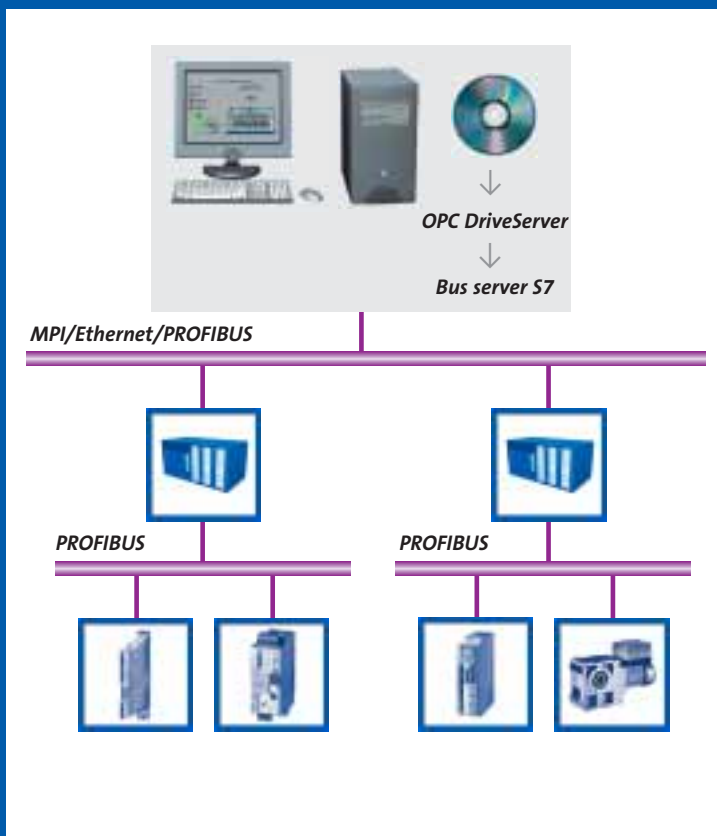 OPC DriveServer
Bus server S7
MPI/Ethernet/PROFIBUS
PROFIBUS
PROFIBUS